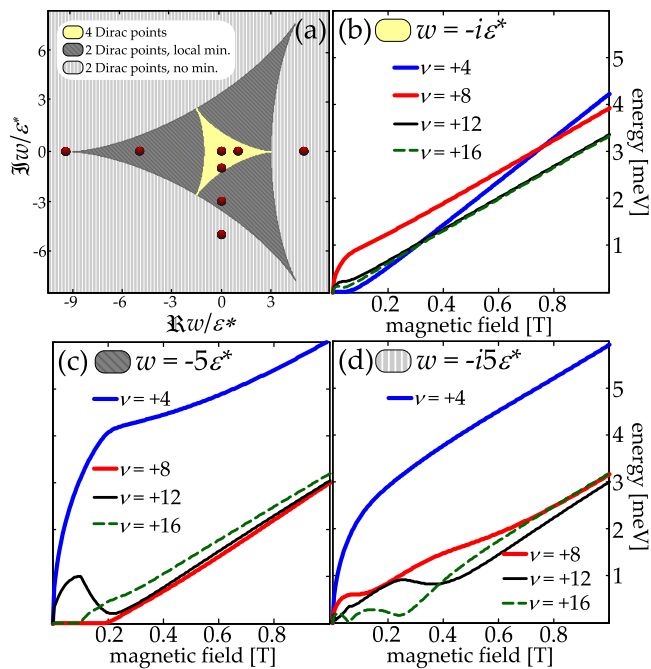 4 Dirac points
2 Dirac points, local min.
2 Dirac points, no min.
(a)
6
3
0
-3
-6
ℑw/ε*
-9 -6 -3 0 3
ℜw/ε*
(b) w = -iε*
ν = +4
ν = +8
ν = +12
ν = +16
5
4
3
2
1
energy [meV]
0.2 0.4 0.6 0.8
magnetic field [T]
(c) w = -5ε*
ν = +4
ν = +8
ν = +12
ν = +16
0.2 0.4 0.6 0.8
magnetic field [T]
(d) w = -i5ε*
ν = +4
ν = +8
ν = +12
ν = +16
5
4
3
2
1
energy [meV]
0.2 0.4 0.6 0.8
magnetic field [T]